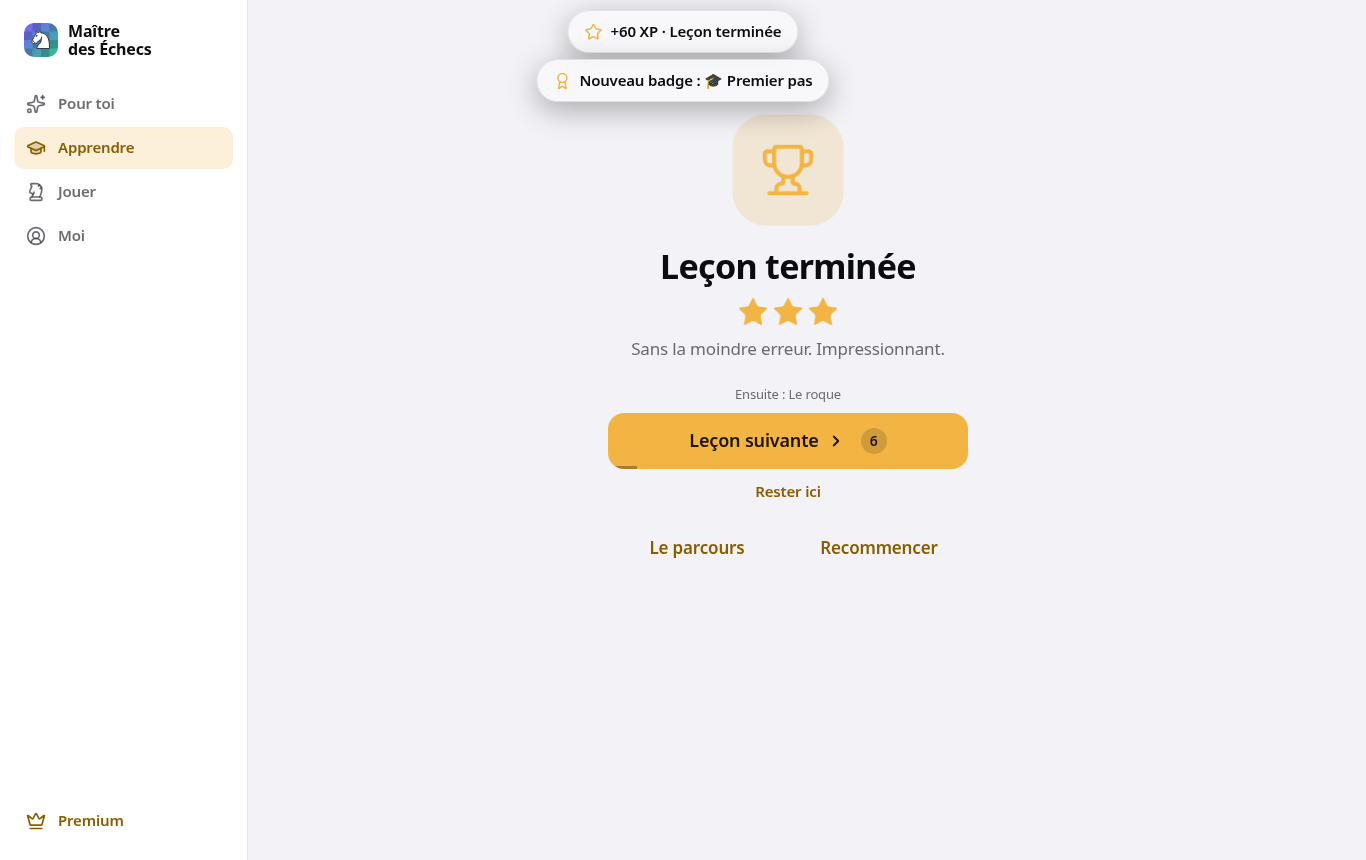 Maître
des Échecs
Pour toi
Apprendre
Jouer
Moi
Premium
+60 XP · Leçon terminée
Nouveau badge : 🎓 Premier pas
Leçon terminée
Sans la moindre erreur. Impressionnant.
Ensuite : Le roque
Leçon suivante 6
Rester ici
Le parcours
Recommencer